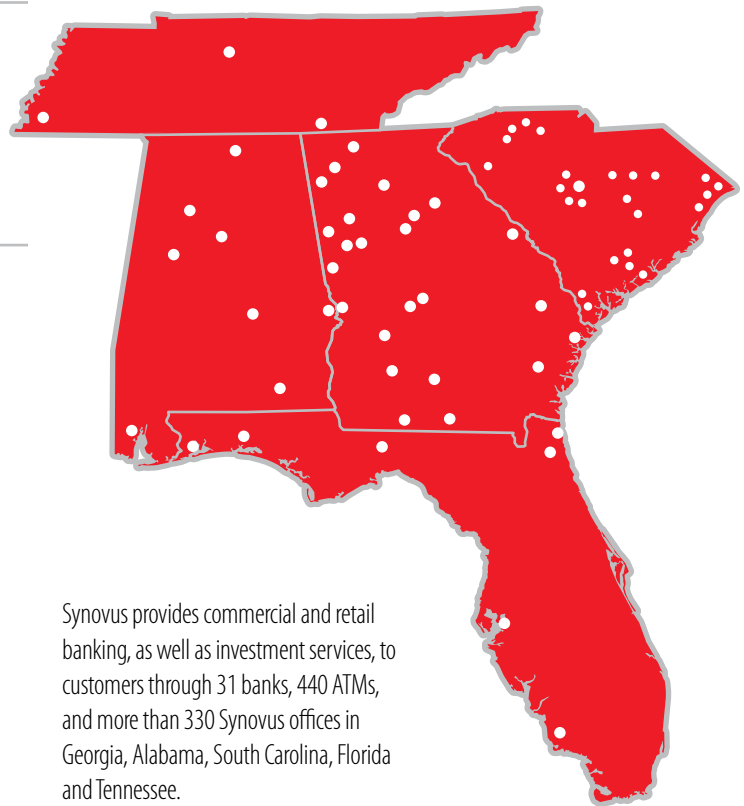 Synovus provides commercial and retail
banking, as well as investment services, to
customers through 31 banks, 440 ATMs,
and more than 330 Synovus offices in
Georgia, Alabama, South Carolina, Florida
and Tennessee.